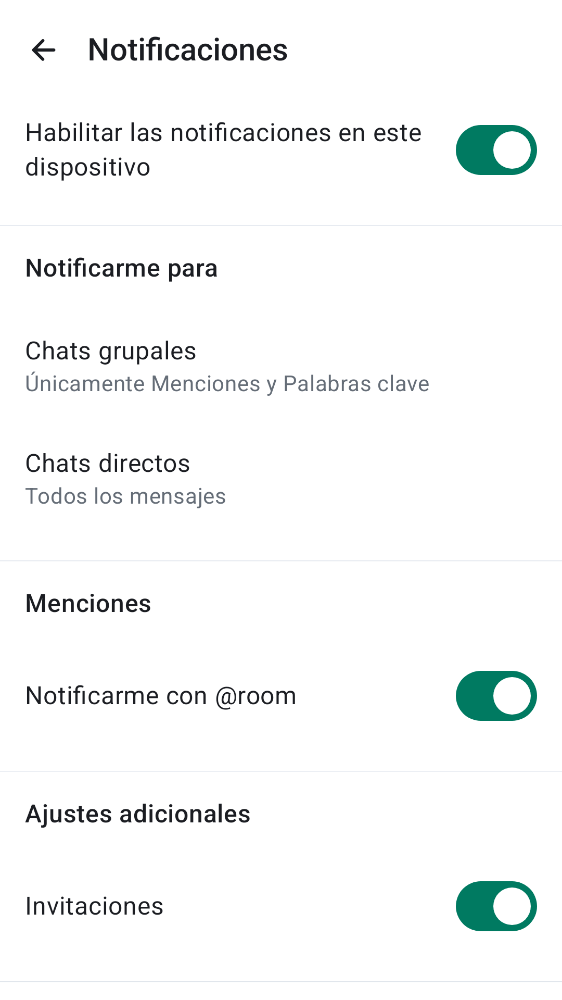 Notificaciones
Habilitar las notificaciones en este
dispositivo
Notificarme para
Chats grupales
Únicamente Menciones y Palabras clave
Chats directos
Todos los mensajes
Menciones
Notificarme con @room
Ajustes adicionales
Invitaciones